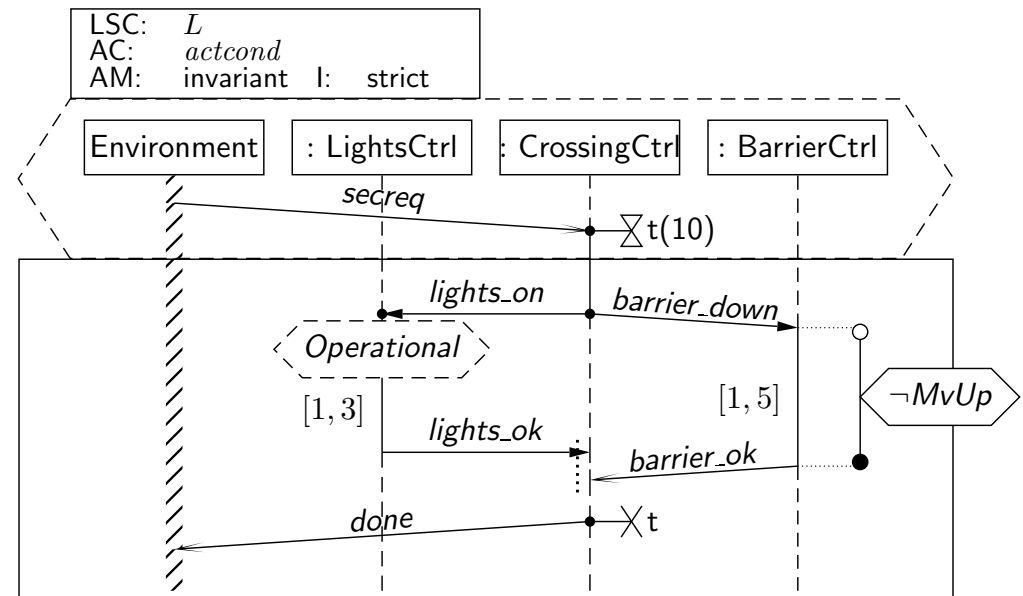 LSC: L
AC: actcond
AM: invariant I: strict
Environment : LightsCtrl : CrossingCtrl : BarrierCtrl
secreq
t(10)
lights_on
barrier_down
Operational
[1, 3]
[1, 5]
¬MvUp
lights_ok
barrier_ok
done
t